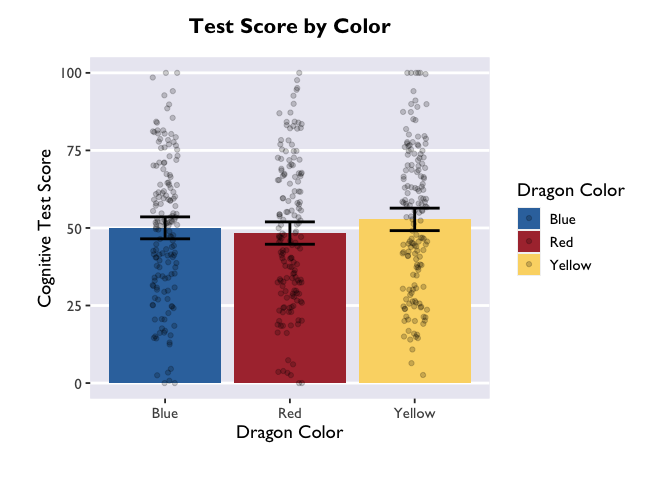 Test Score by Color
Cognitive Test Score
100
75
50
25
0
Blue
Red
Yellow
Dragon Color
Dragon Color
Blue
Red
Yellow